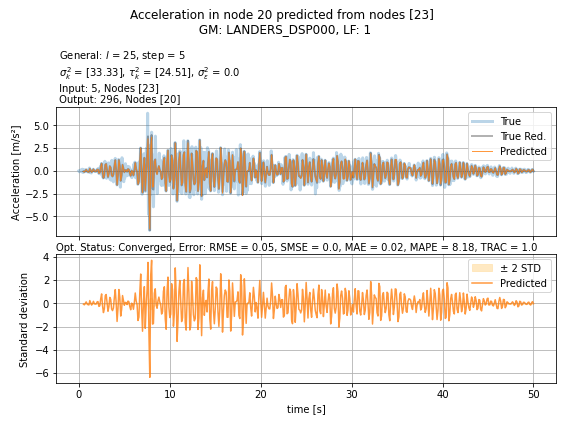 Acceleration in node 20 predicted from nodes [23]
GM: LANDERS_DSP000, LF: 1
General: l = 25, step = 5
σ²ₖ = [33.33], τ²ₖ = [24.51], σ²ₑ = 0.0
Input: 5, Nodes [23]
Output: 296, Nodes [20]
True
True Red.
Predicted
Acceleration [m/s²]
5.0
2.5
0.0
−2.5
−5.0
Opt. Status: Converged, Error: RMSE = 0.05, SMSE = 0.0, MAE = 0.02, MAPE = 8.18, TRAC = 1.0
± 2 STD
Predicted
Standard deviation
4
2
0
−2
−4
−6
0 10 20 30 40 50
time [s]